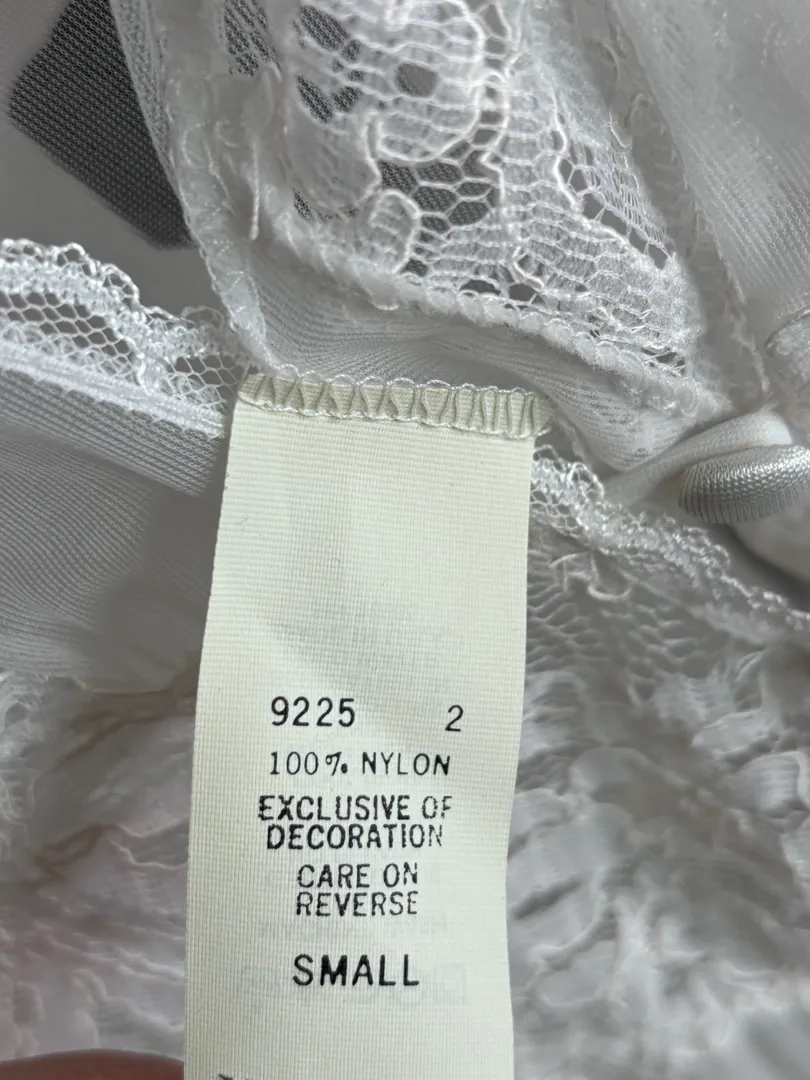 9225 2
100% NYLON
EXCLUSIVE OF
DECORATION
CARE ON
REVERSE
SMALL